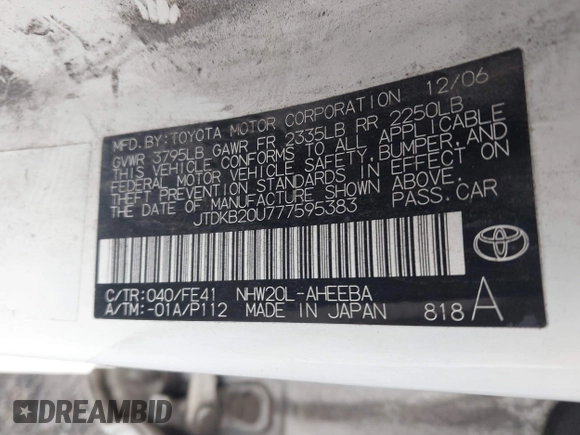 MFD. BY: TOYOTA MOTOR CORPORATION 12/06
GVWR 3795LB GAWR FR 2335LB RR 2250LB
THIS VEHICLE CONFORMS TO ALL APPLICABLE
FEDERAL MOTOR VEHICLE SAFETY, BUMPER, AND
THEFT PREVENTION STANDARDS IN EFFECT ON
THE DATE OF MANUFACTURE SHOWN ABOVE.
JTDKB20U777595383 PASS. CAR
C/TR: 040/FE41 NHW20L-AHEEBA
A/TM: -01A/P112 MADE IN JAPAN 818 A
DREAMBID